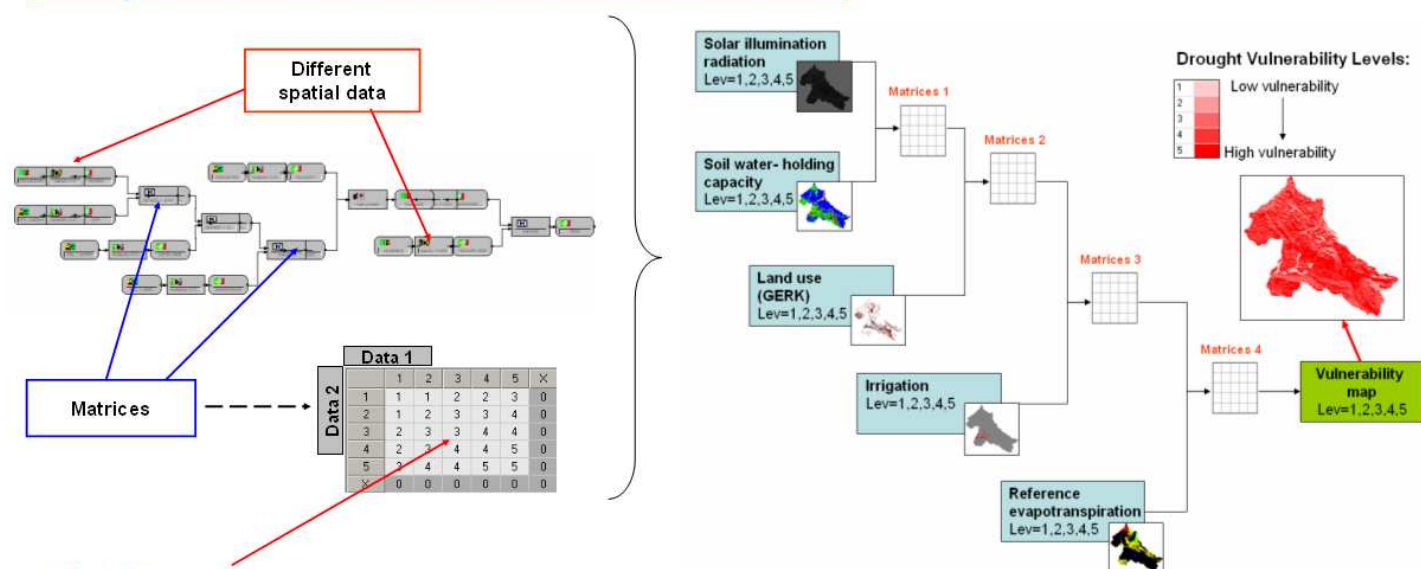 Different
spatial data
Matrices
Data 1
Data 2
1 2 3 4 5 X
1 1 1 2 2 3 0
2 1 2 3 3 4 0
3 2 3 3 4 4 0
4 2 3 4 4 5 0
5 3 4 4 5 5 0
X 0 0 0 0 0 0
Solar illumination
radiation
Lev=1,2,3,4,5
Soil water- holding
capacity
Lev=1,2,3,4,5
Land use
(GERK)
Lev=1,2,3,4,5
Irrigation
Lev=1,2,3,4,5
Reference
evapotranspiration
Lev=1,2,3,4,5
Matrices 1
Matrices 2
Matrices 3
Matrices 4
Drought Vulnerability Levels:
1 Low vulnerability
2
3
4
5 High vulnerability
Vulnerability
map
Lev=1,2,3,4,5